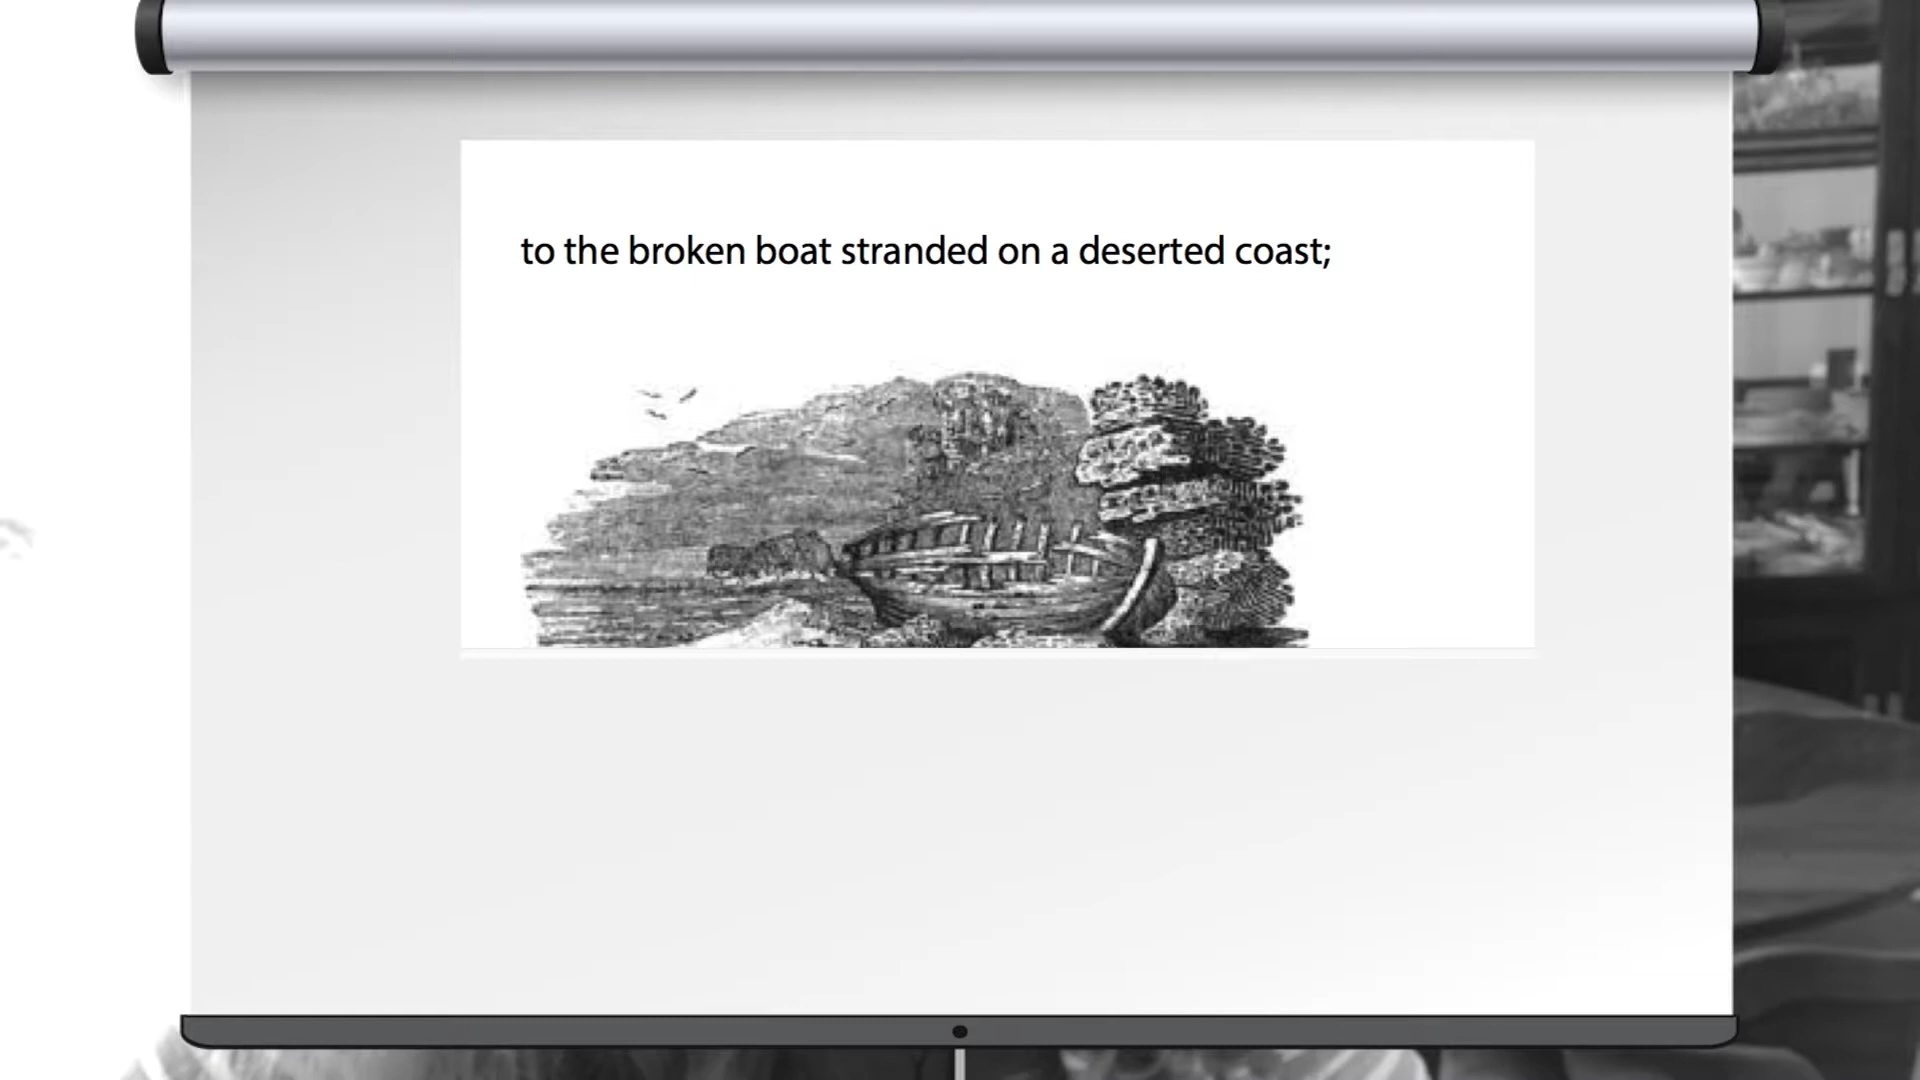 to the broken boat stranded on a deserted coast;